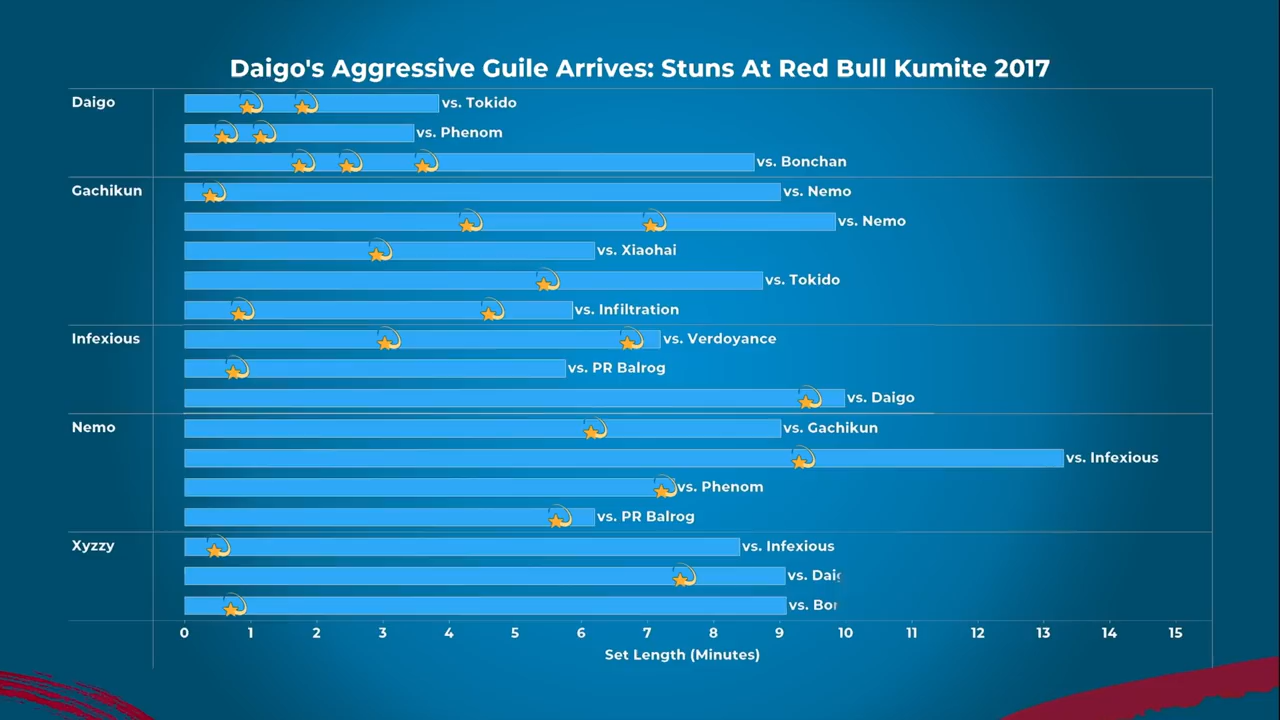 Daigo's Aggressive Guile Arrives: Stuns At Red Bull Kumite 2017
Daigo
vs. Tokido
vs. Phenom
vs. Bonchan
Gachikun
vs. Nemo
vs. Nemo
vs. Xiaohai
vs. Tokido
vs. Infiltration
Infexious
vs. Verdoyance
vs. PR Balrog
vs. Daigo
Nemo
vs. Gachikun
vs. Infexious
vs. Phenom
vs. PR Balrog
Xyzzy
vs. Infexious
vs.
vs.
0 1 2 3 4 5 6 7 8 9 10 11 12 13 14 15
Set Length (Minutes)